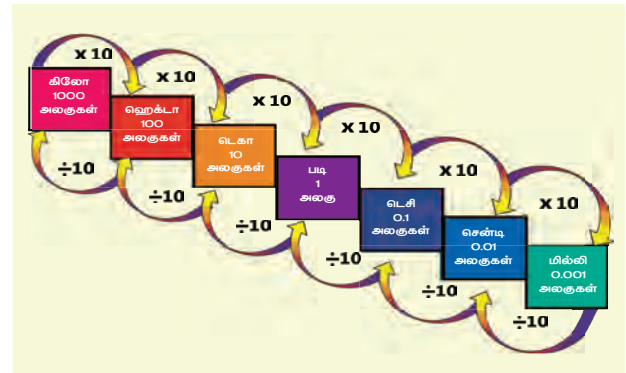 x 10
கிலோ
1000
அலகுகள்
x 10
ஹெக்டா
100
அலகுகள்
x 10
டெகா
10
அலகுகள்
x 10
படி
1
அலகு
x 10
டெசி
0.1
அலகுகள்
x 10
சென்டி
0.01
அலகுகள்
மில்லி
0.001
அலகுகள்
÷10
÷10
÷10
÷10
÷10
÷10